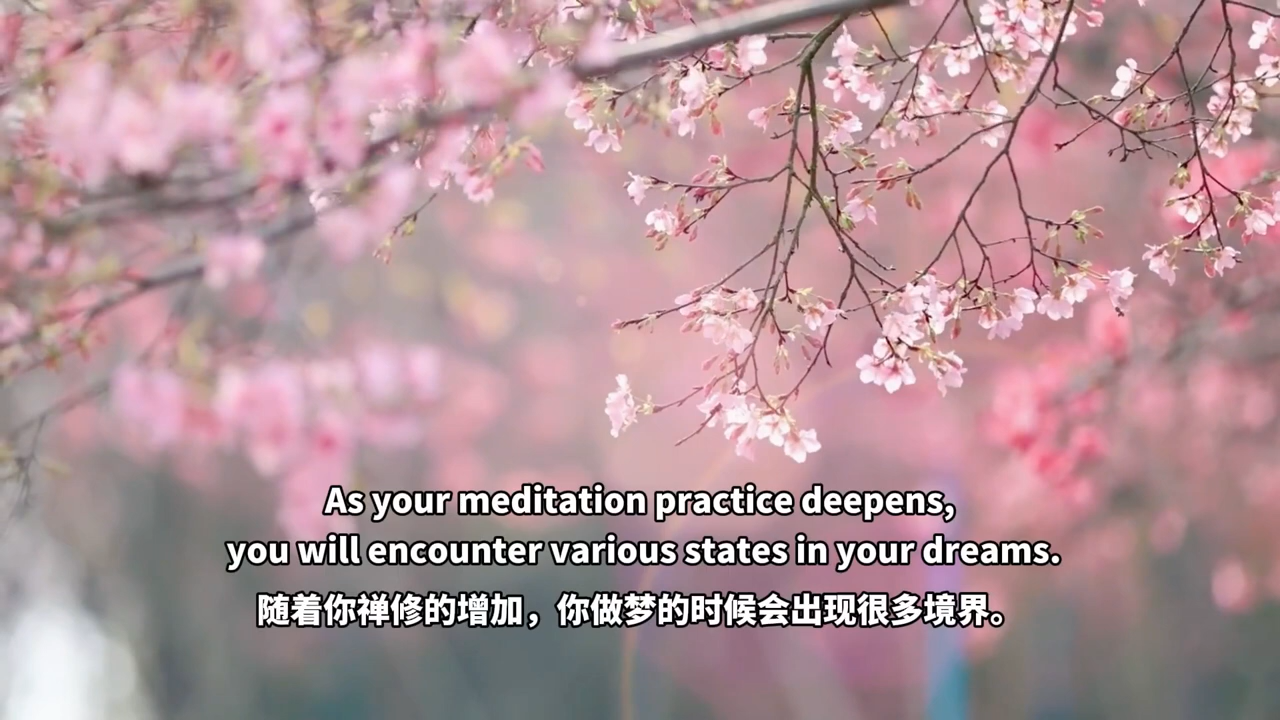 As your meditation practice deepens,
you will encounter various states in your dreams.
随着你禅修的增加，你做梦的时候会出现很多境界。